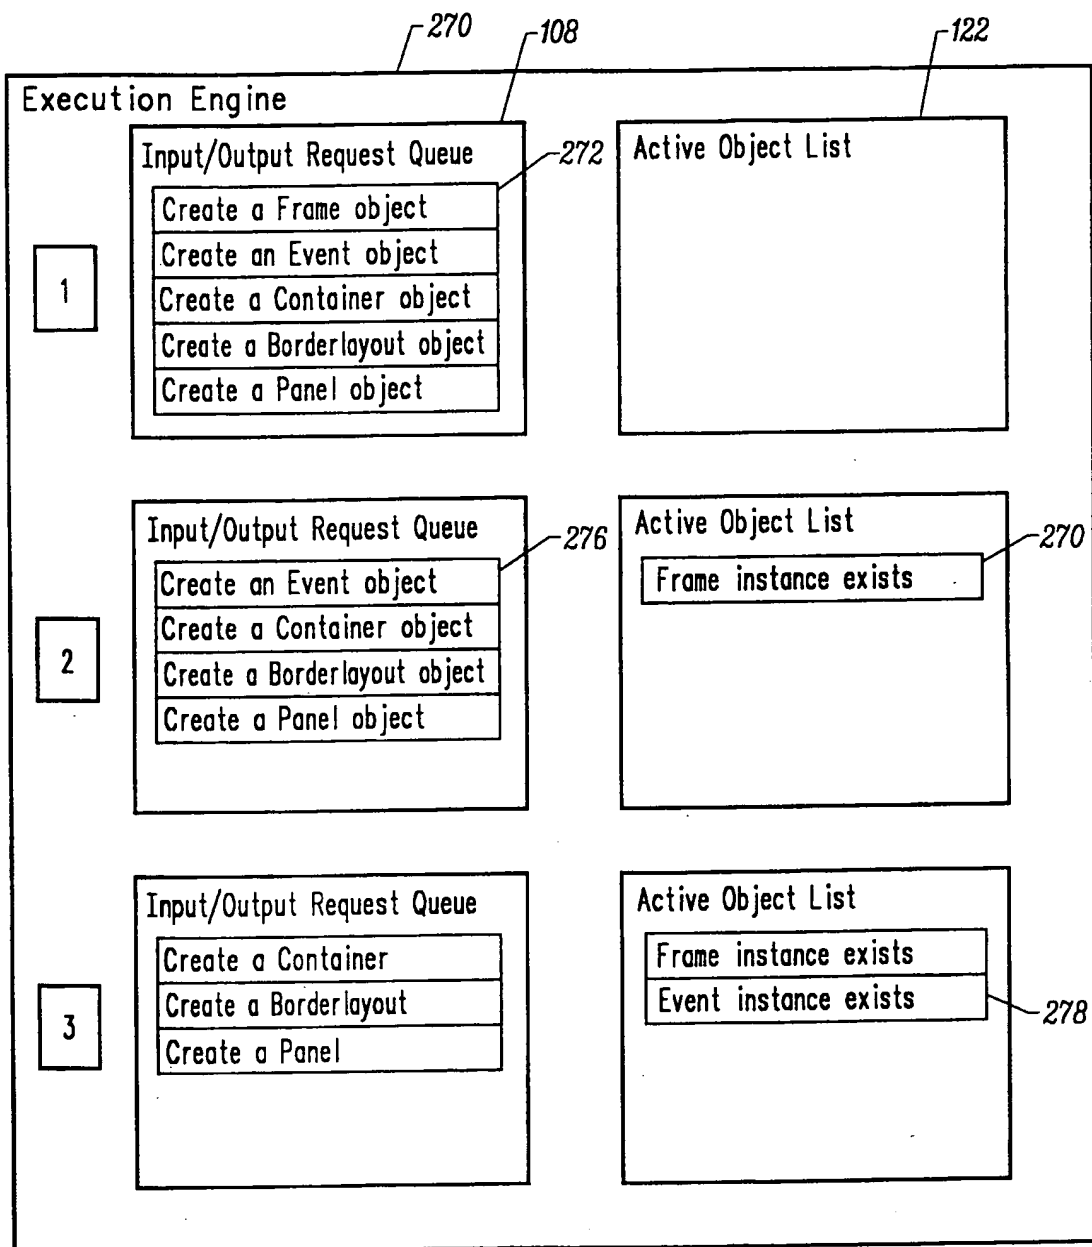 270
108
122
Execution Engine
Input/Output Request Queue
272
Create a Frame object
Create an Event object
Create a Container object
Create a Borderlayout object
Create a Panel object
Active Object List
1
Input/Output Request Queue
276
Create an Event object
Create a Container object
Create a Borderlayout object
Create a Panel object
Active Object List
270
Frame instance exists
2
Input/Output Request Queue
Create a Container
Create a Borderlayout
Create a Panel
Active Object List
Frame instance exists
Event instance exists
278
3